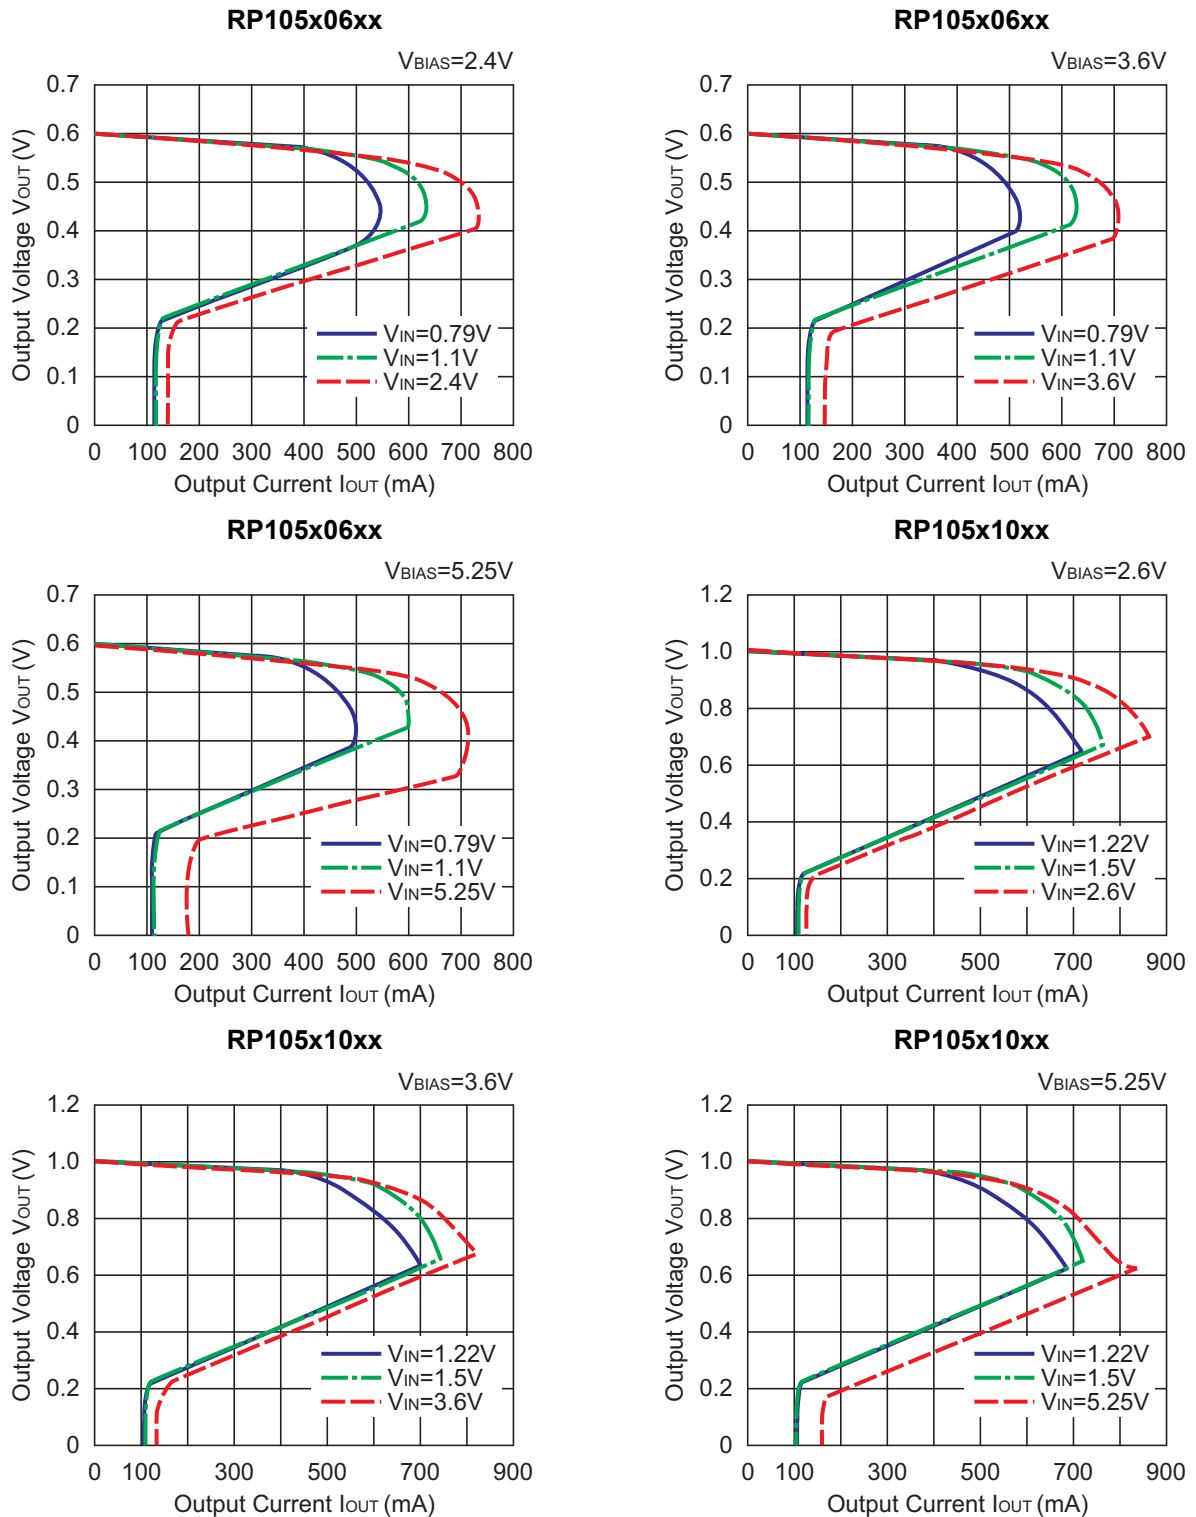 RP105x06xx
VBIAS=2.4V
0.7
0.6
0.5
0.4
0.3
0.2
0.1
0
Output Voltage VOUT (V)
VIN=0.79V
VIN=1.1V
VIN=2.4V
0 100 200 300 400 500 600 700 800
Output Current IOUT (mA)
RP105x06xx
VBIAS=3.6V
0.7
0.6
0.5
0.4
0.3
0.2
0.1
0
Output Voltage VOUT (V)
VIN=0.79V
VIN=1.1V
VIN=3.6V
0 100 200 300 400 500 600 700 800
Output Current IOUT (mA)
RP105x06xx
VBIAS=5.25V
0.7
0.6
0.5
0.4
0.3
0.2
0.1
0
Output Voltage VOUT (V)
VIN=0.79V
VIN=1.1V
VIN=5.25V
0 100 200 300 400 500 600 700 800
Output Current IOUT (mA)
RP105x10xx
VBIAS=2.6V
1.2
1.0
0.8
0.6
0.4
0.2
0
Output Voltage VOUT (V)
VIN=1.22V
VIN=1.5V
VIN=2.6V
0 100 300 500 700 900
Output Current IOUT (mA)
RP105x10xx
VBIAS=3.6V
1.2
1.0
0.8
0.6
0.4
0.2
0
Output Voltage VOUT (V)
VIN=1.22V
VIN=1.5V
VIN=3.6V
0 100 300 500 700 900
Output Current IOUT (mA)
RP105x10xx
VBIAS=5.25V
1.2
1.0
0.8
0.6
0.4
0.2
0
Output Voltage VOUT (V)
VIN=1.22V
VIN=1.5V
VIN=5.25V
0 100 300 500 700 900
Output Current IOUT (mA)